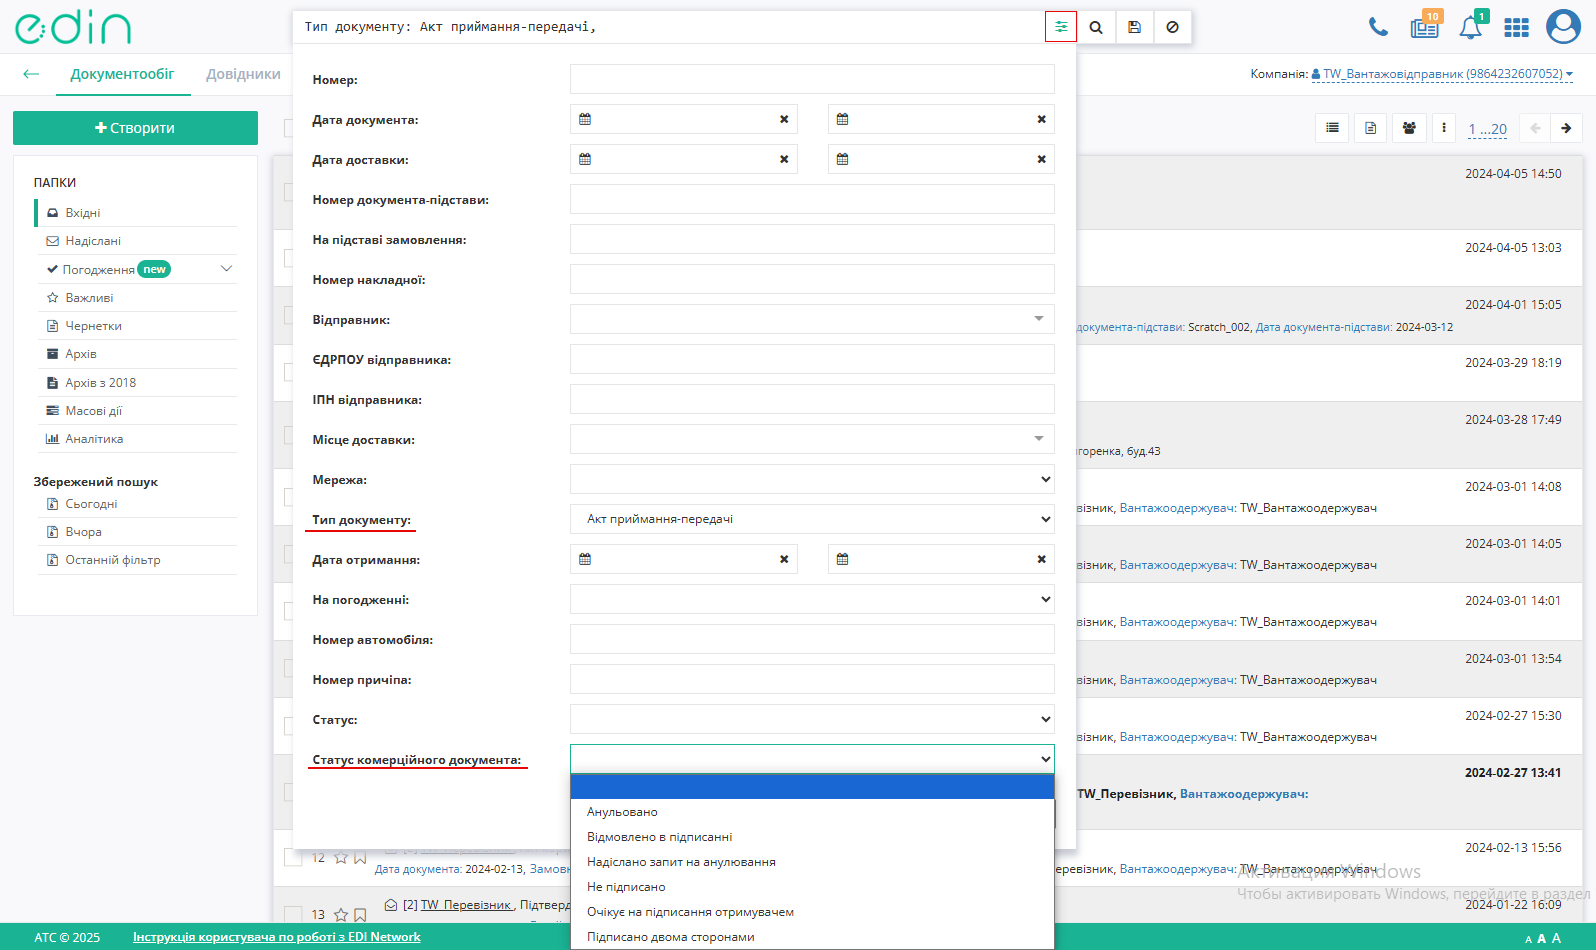 edin
Тип документу: Акт приймання-передачі,
10
1
Документообіг
Довідники
Компанія: TW_Вантажовідправник (9864232607052)
Створити
1 ...20
ПАПКИ
Вхідні
Надіслані
Погодження new
Важливі
Чернетки
Архів
Архів з 2018
Масові дії
Аналітика
Збережений пошук
Сьогодні
Вчора
Останній фільтр
Номер:
Дата документа:
Дата доставки:
Номер документа-підстави:
На підставі замовлення:
Номер накладної:
Відправник:
ЄДРПОУ відправника:
ІПН відправника:
Місце доставки:
Мережа:
Тип документу: Акт приймання-передачі
Дата отримання:
На погодженні:
Номер автомобіля:
Номер причіпа:
Статус:
Статус комерційного документа:
Анульовано
Відмовлено в підписанні
Надіслано запит на анулювання
Не підписано
Очікує на підписання отримувачем
Підписано двома сторонами
2024-04-05 14:50
2024-04-05 13:03
2024-04-01 15:05
документа-підстави: Scratch_002, Дата документа-підстави: 2024-03-12
2024-03-29 18:19
2024-03-28 17:49
горенка, буд.43
2024-03-01 14:08
візник, Вантажоодержувач: TW_Вантажоодержувач
2024-03-01 14:05
візник, Вантажоодержувач: TW_Вантажоодержувач
2024-03-01 14:01
візник, Вантажоодержувач: TW_Вантажоодержувач
2024-03-01 13:54
візник, Вантажоодержувач: TW_Вантажоодержувач
2024-02-27 15:30
візник, Вантажоодержувач: TW_Вантажоодержувач
2024-02-27 13:41
TW_Перевізник, Вантажоодержувач:
12
2024-02-13 15:56
Дата документа: 2024-02-13, Замовн
еревізник, Вантажоодержувач: TW_Вантажоодержувач
Активация Windows
Чтобы активировать Windows, перейдите в раздел
13 [2] TW_Перевізник , Підтверд
2024-01-22 16:09
АТС © 2025
Інструкція користувача по роботі з EDI Network
A A A